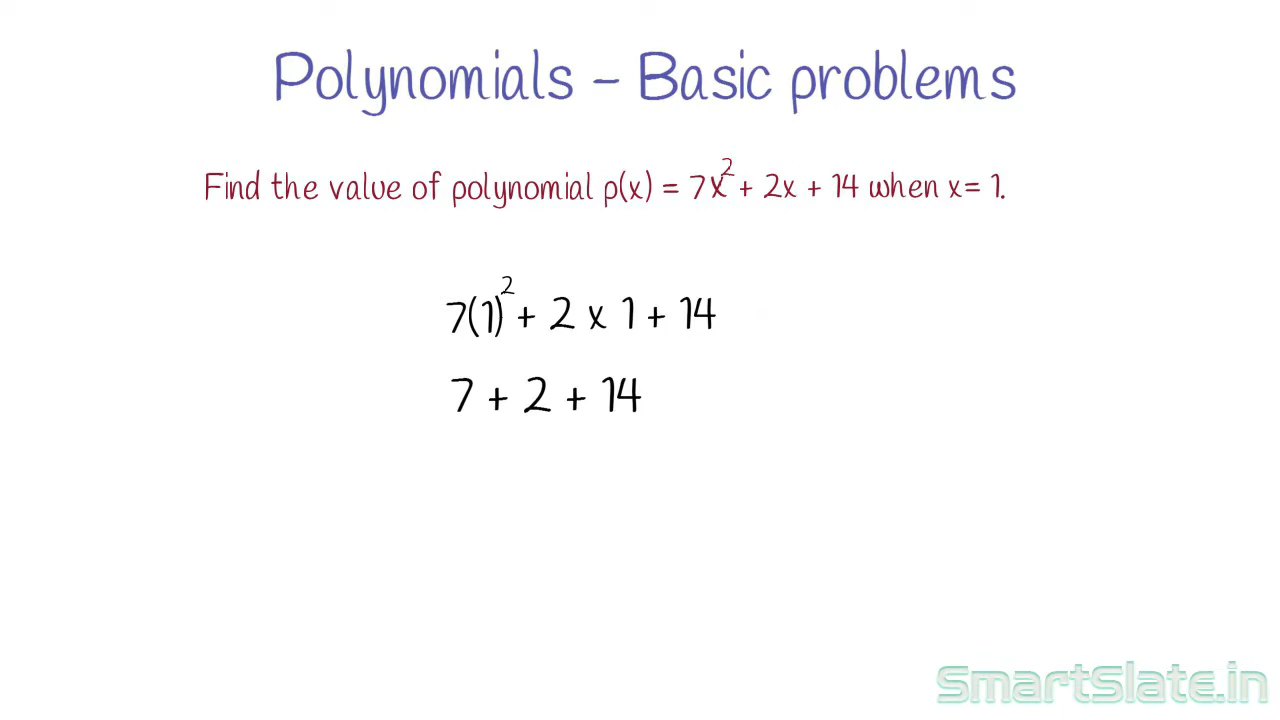 Polynomials - Basic problems
Find the value of polynomial p(x) = 7x² + 2x + 14 when x= 1.
7(1)² + 2 x 1 + 14
7 + 2 + 14
SmartSlate.in